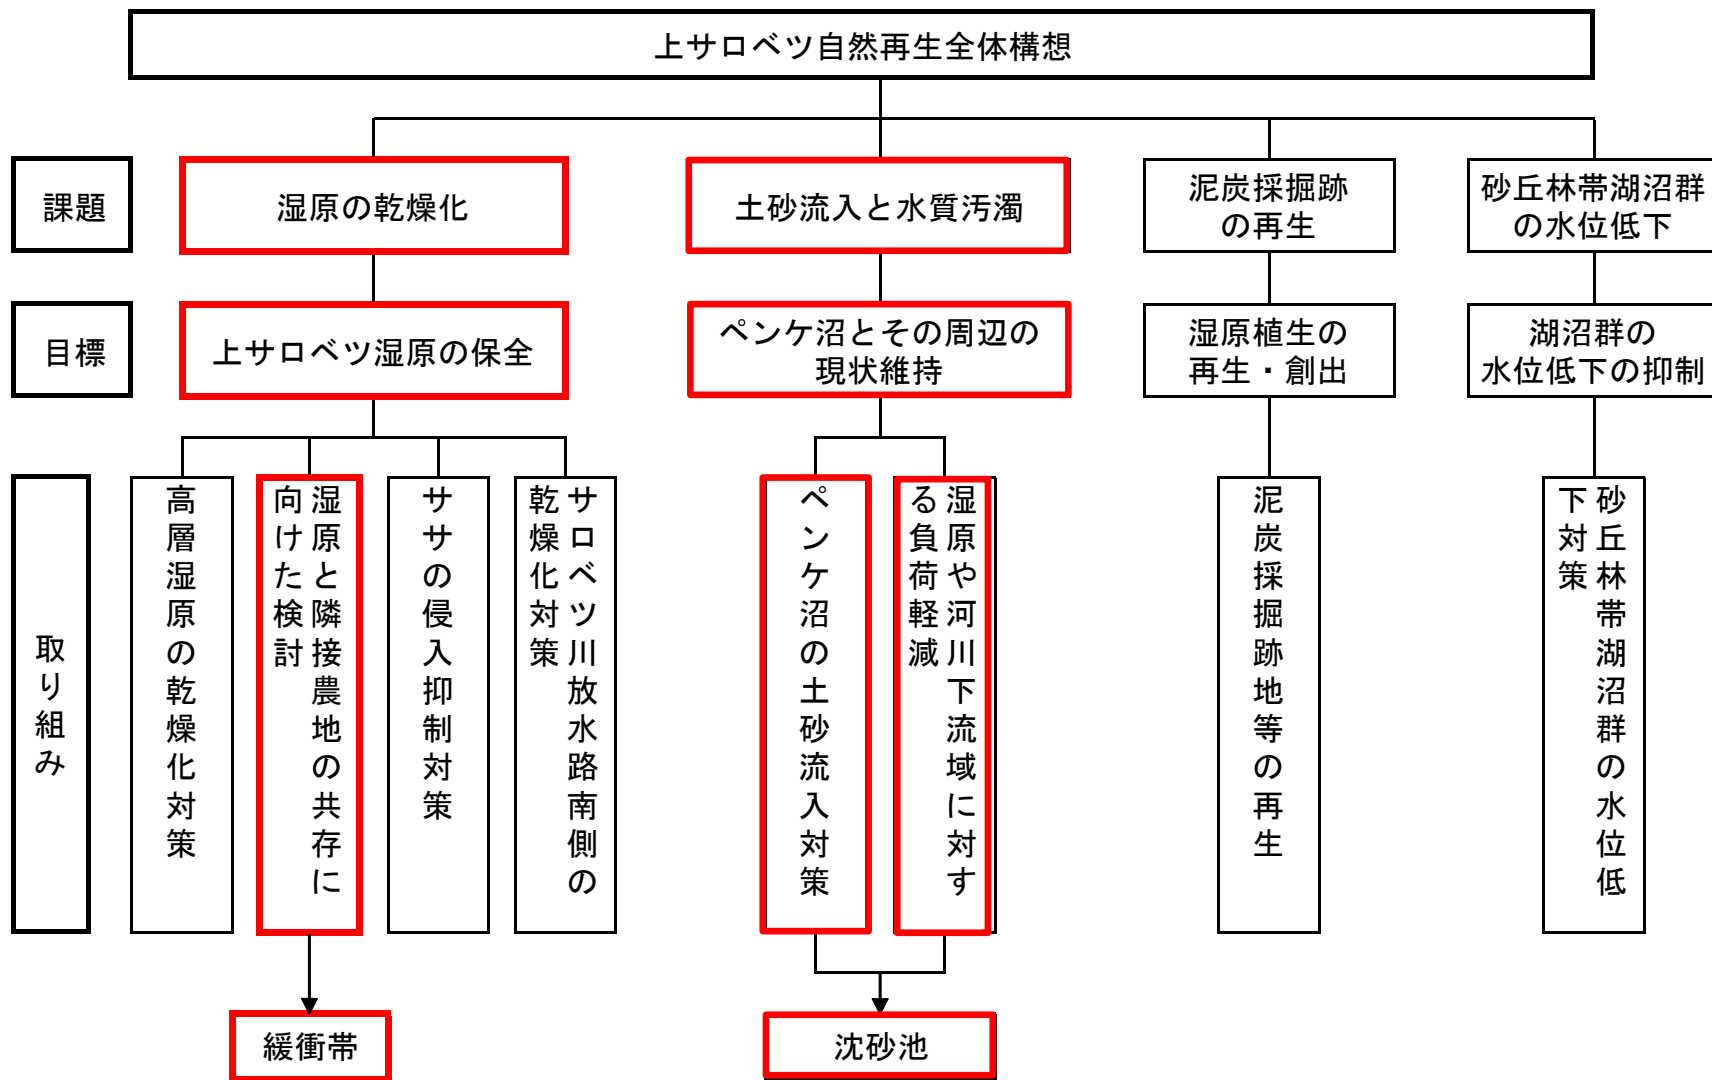 上サロベツ自然再生全体構想
課題
湿原の乾燥化
土砂流入と水質汚濁
泥炭採掘跡
の再生
砂丘林帯湖沼群
の水位低下
目標
上サロベツ湿原の保全
ペンケ沼とその周辺の
現状維持
湿原植生の
再生・創出
湖沼群の
水位低下の抑制
取り組み
高層湿原の乾燥化対策
湿原と隣接農地の共存に
向けた検討
ササの侵入抑制対策
サロベツ川放水路南側の
乾燥化対策
ペンケ沼の土砂流入対策
湿原や河川下流域に対す
る負荷軽減
泥炭採掘跡地等の再生
砂丘林帯湖沼群の水位低
下対策
緩衝帯
沈砂池